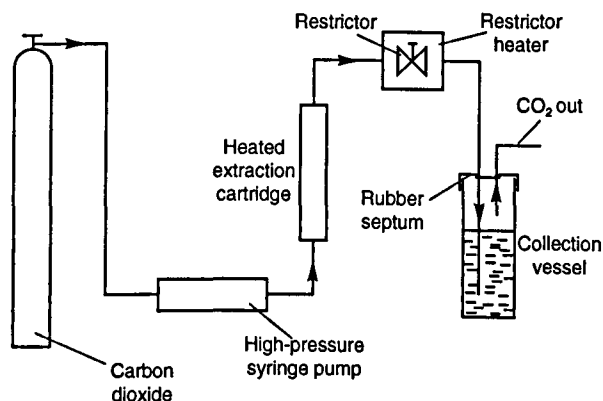 Restrictor
Restrictor
heater
CO₂ out
Heated
extraction
cartridge
Rubber
septum
Collection
vessel
High-pressure
syringe pump
Carbon
dioxide